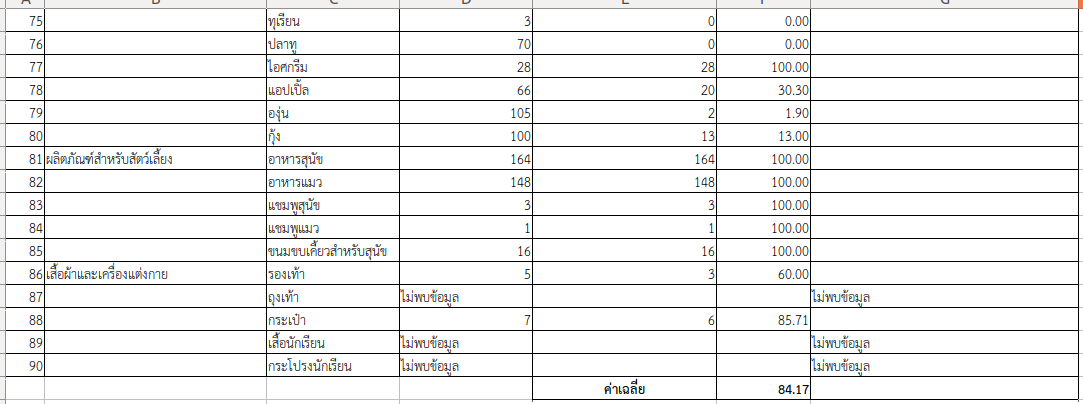 75 ทุเรียน 3 0 0.00
76 ปลาทู 70 0 0.00
77 ไอศกรีม 28 28 100.00
78 แอปเปิ้ล 66 20 30.30
79 องุ่น 105 2 1.90
80 กุ้ง 100 13 13.00
81 ผลิตภัณฑ์สำหรับสัตว์เลี้ยง อาหารสุนัข 164 164 100.00
82 อาหารแมว 148 148 100.00
83 แชมพูสุนัข 3 3 100.00
84 แชมพูแมว 1 1 100.00
85 ขนมขบเคี้ยวสำหรับสุนัข 16 16 100.00
86 เสื้อผ้าและเครื่องแต่งกาย รองเท้า 5 3 60.00
87 ถุงเท้า ไม่พบข้อมูล ไม่พบข้อมูล
88 กระเป๋า 7 6 85.71
89 เสื้อนักเรียน ไม่พบข้อมูล ไม่พบข้อมูล
90 กระโปรงนักเรียน ไม่พบข้อมูล ไม่พบข้อมูล
ค่าเฉลี่ย 84.17